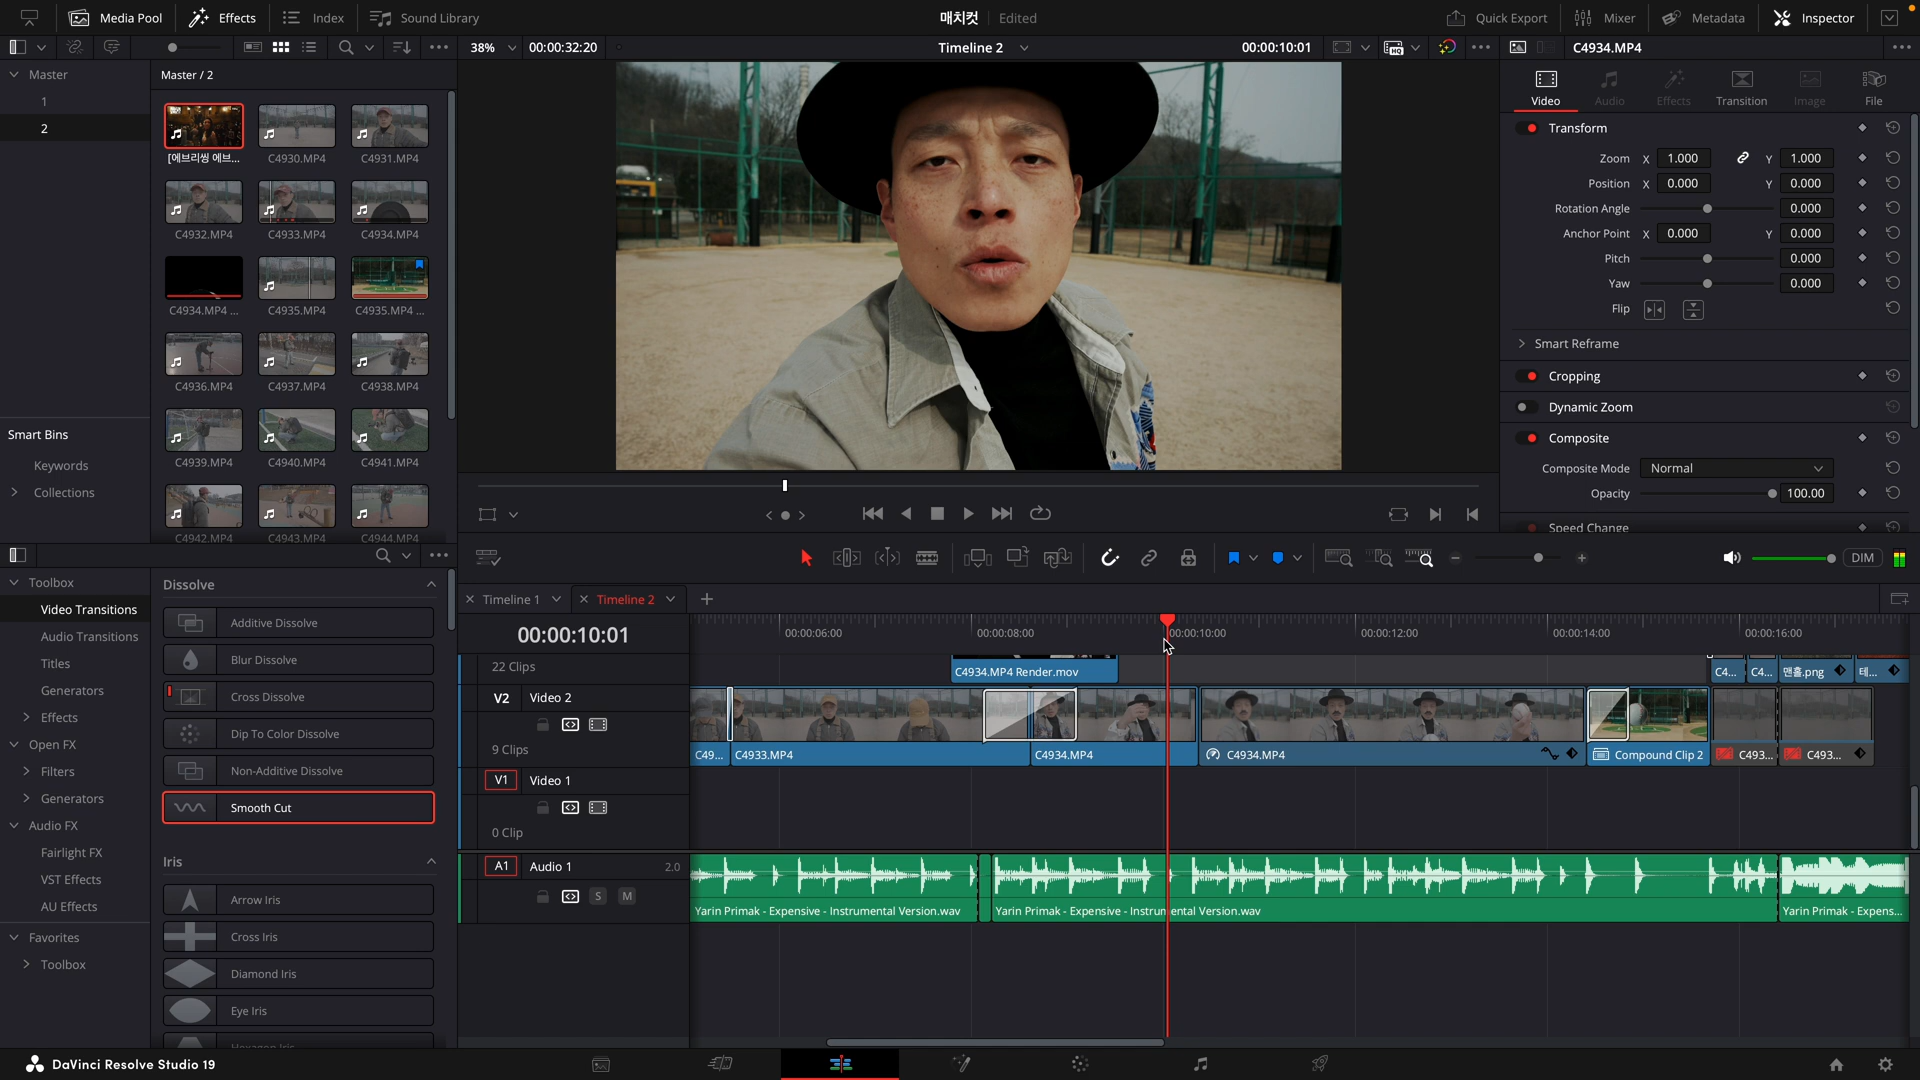 Media Pool
Effects
Index
Sound Library
매치컷
Edited
Quick Export
Mixer
Metadata
Inspector
38%
00:00:32:20
Timeline 2
00:00:10:01
C4934.MP4
Master
1
2
Master / 2
[에브리씽 에브...
C4930.MP4
C4931.MP4
C4932.MP4
C4933.MP4
C4934.MP4
C4934.MP4 ...
C4935.MP4
C4935.MP4 ...
C4936.MP4
C4937.MP4
C4938.MP4
C4939.MP4
C4940.MP4
C4941.MP4
C4942.MP4
C4943.MP4
C4944.MP4
Smart Bins
Keywords
Collections
Video
Audio
Effects
Transition
Image
File
Transform
Zoom X 1.000 Y 1.000
Position X 0.000 Y 0.000
Rotation Angle 0.000
Anchor Point X 0.000 Y 0.000
Pitch 0.000
Yaw 0.000
Flip
Smart Reframe
Cropping
Dynamic Zoom
Composite
Composite Mode Normal
Opacity 100.00
Speed Change
DIM
Toolbox
Video Transitions
Audio Transitions
Titles
Generators
Effects
Open FX
Filters
Generators
Audio FX
Fairlight FX
VST Effects
AU Effects
Favorites
Toolbox
Dissolve
Additive Dissolve
Blur Dissolve
Cross Dissolve
Dip To Color Dissolve
Non-Additive Dissolve
Smooth Cut
Iris
Arrow Iris
Cross Iris
Diamond Iris
Eye Iris
Hexagon Iris
Timeline 1
Timeline 2
00:00:10:01
00:00:06:00
00:00:08:00
00:00:10:00
00:00:12:00
00:00:14:00
00:00:16:00
22 Clips
C4934.MP4 Render.mov
C4...
C4...
맨홀.png
테...
V2 Video 2
9 Clips
C49...
C4933.MP4
C4934.MP4
C4934.MP4
Compound Clip 2
C493...
C493...
V1 Video 1
0 Clip
A1 Audio 1 2.0
S M
Yarin Primak - Expensive - Instrumental Version.wav
Yarin Primak - Expensive - Instrumental Version.wav
Yarin Primak - Expens...
DaVinci Resolve Studio 19